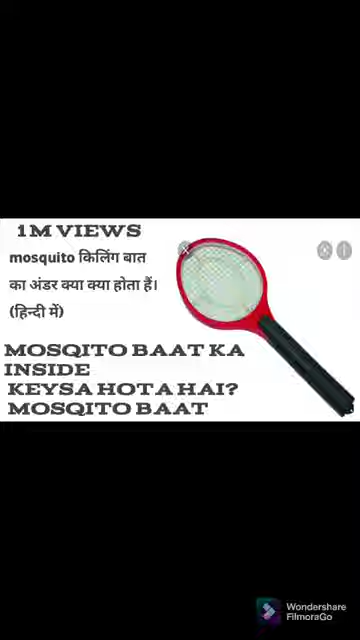 1M VIEWS
mosquito किलिंग बात
का अंडर क्या क्या होता हैं।
(हिन्दी में)
MOSQITO BAAT KA
INSIDE
KEYSA HOTA HAI?
MOSQITO BAAT
Wondershare
FilmoraGo